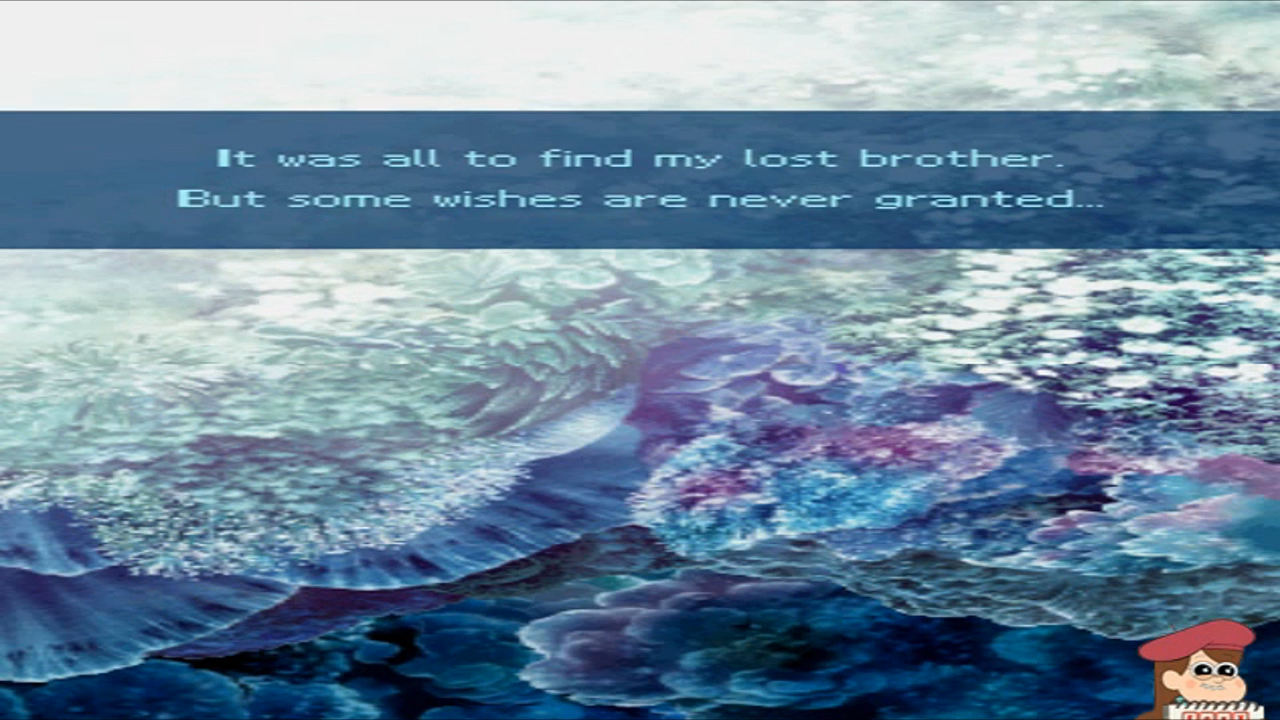 It was all to find my lost brother.
But some wishes are never granted...